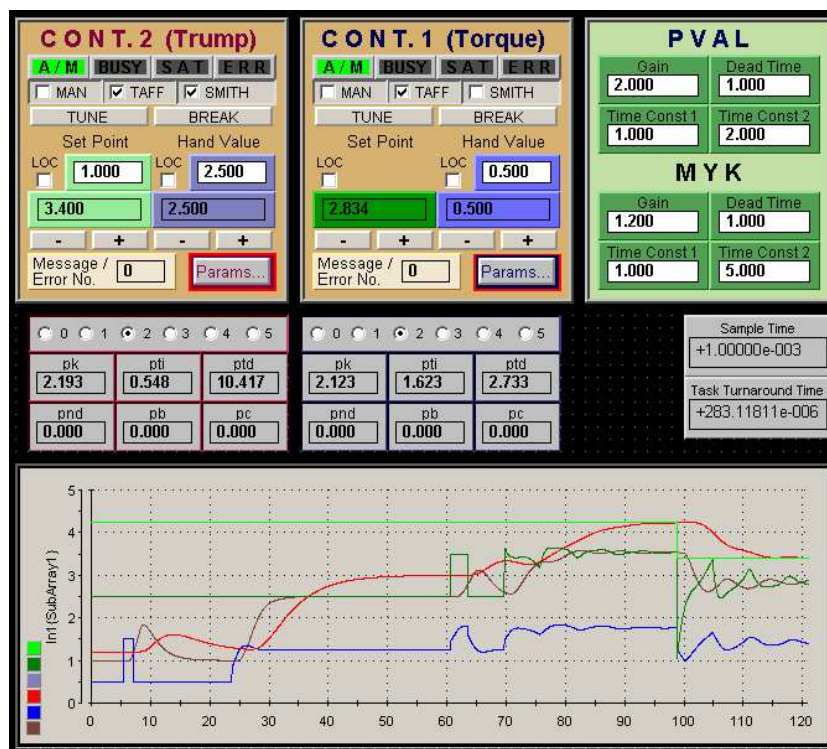 CONT. 2 (Trump)
A / M BUSY SAT ERR
MAN TAFF SMITH
TUNE BREAK
Set Point Hand Value
LOC 1.000 LOC 2.500
3.400 2.500
- + - +
Message / Error No. 0 Params...
CONT. 1 (Torque)
A / M BUSY SAT ERR
MAN TAFF SMITH
TUNE BREAK
Set Point Hand Value
LOC LOC 0.500
2.834 0.500
- + - +
Message / Error No. 0 Params...
PVAL
Gain Dead Time
2.000 1.000
Time Const 1 Time Const 2
1.000 2.000
MYK
Gain Dead Time
1.200 1.000
Time Const 1 Time Const 2
1.000 5.000
0 1 2 3 4 5
pk pti ptd
2.193 0.548 10.417
pnd pb pc
0.000 0.000 0.000
0 1 2 3 4 5
pk pti ptd
2.123 1.623 2.733
pnd pb pc
0.000 0.000 0.000
Sample Time
+1.00000e-003
Task Turnaround Time
+283.11811e-006
In1{SubArray1}
5
4
3
2
1
0
0 10 20 30 40 50 60 70 80 90 100 110 120